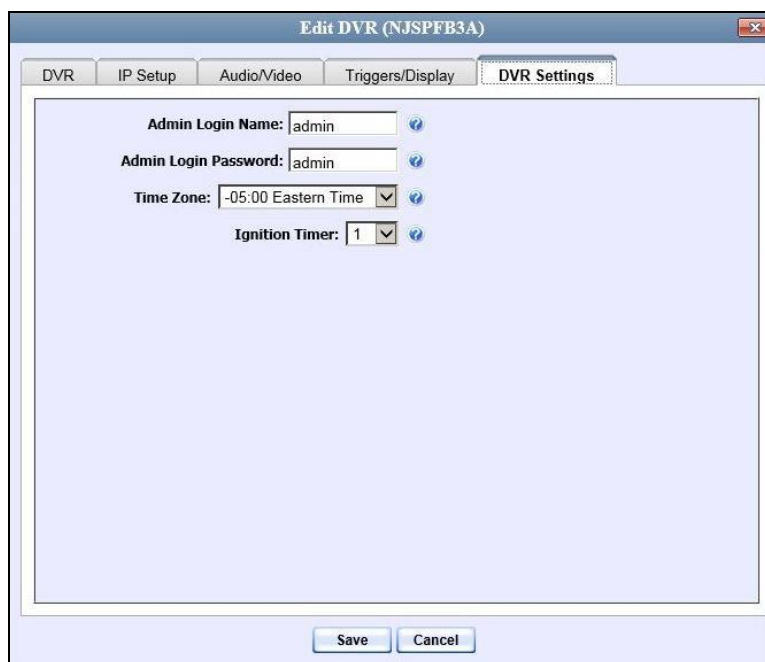 Edit DVR (NJSPFB3A)
DVR IP Setup Audio/Video Triggers/Display DVR Settings
Admin Login Name: admin
Admin Login Password: admin
Time Zone: -05:00 Eastern Time
Ignition Timer: 1
Save Cancel